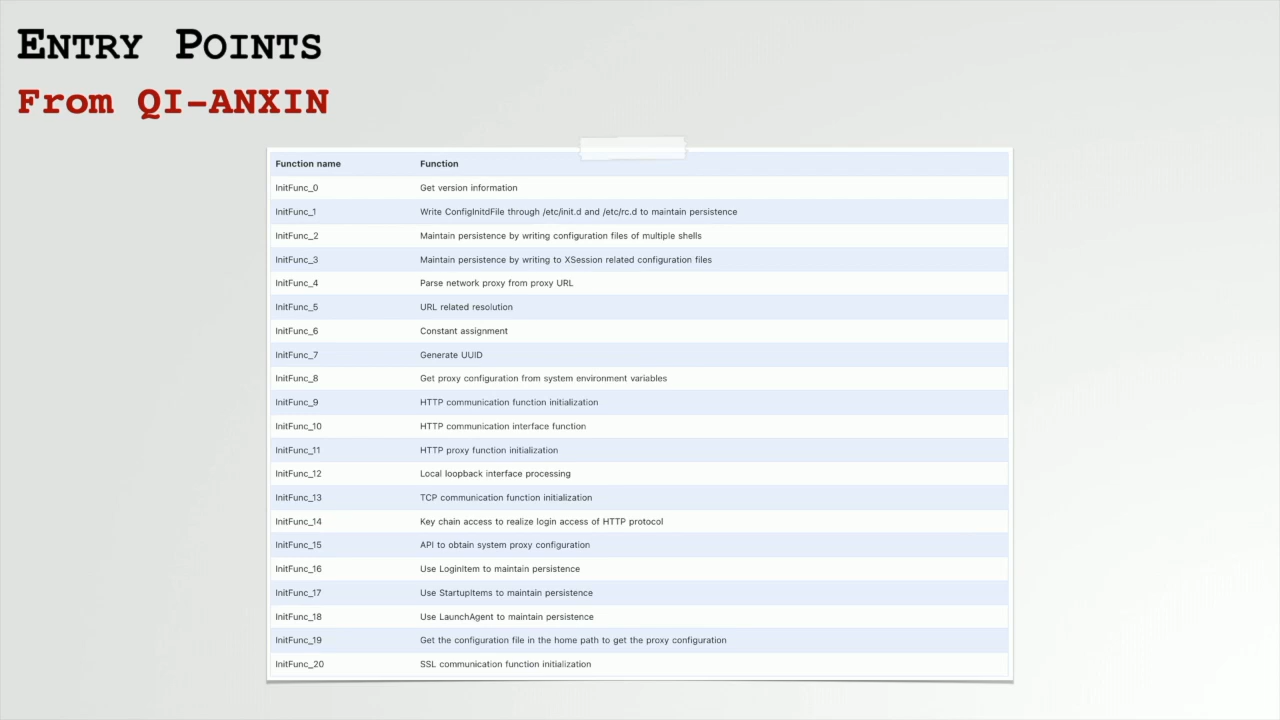 ENTRY POINTS
From QI-ANXIN
Function name Function
InitFunc_0 Get version information
InitFunc_1 Write ConfigInitdFile through /etc/init.d and /etc/rc.d to maintain persistence
InitFunc_2 Maintain persistence by writing configuration files of multiple shells
InitFunc_3 Maintain persistence by writing to XSession related configuration files
InitFunc_4 Parse network proxy from proxy URL
InitFunc_5 URL related resolution
InitFunc_6 Constant assignment
InitFunc_7 Generate UUID
InitFunc_8 Get proxy configuration from system environment variables
InitFunc_9 HTTP communication function initialization
InitFunc_10 HTTP communication interface function
InitFunc_11 HTTP proxy function initialization
InitFunc_12 Local loopback interface processing
InitFunc_13 TCP communication function initialization
InitFunc_14 Key chain access to realize login access of HTTP protocol
InitFunc_15 API to obtain system proxy configuration
InitFunc_16 Use LoginItem to maintain persistence
InitFunc_17 Use StartupItems to maintain persistence
InitFunc_18 Use LaunchAgent to maintain persistence
InitFunc_19 Get the configuration file in the home path to get the proxy configuration
InitFunc_20 SSL communication function initialization